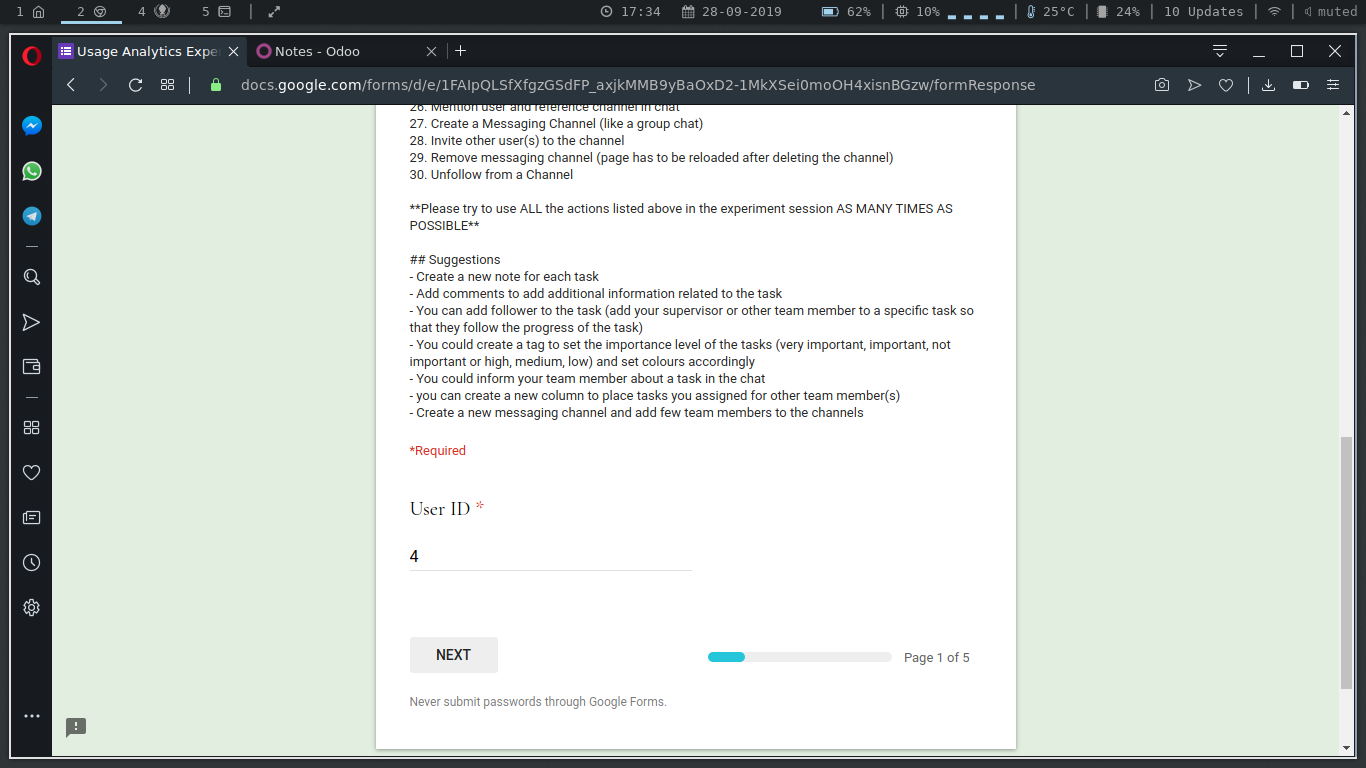 1 2 4 5 17:34 28-09-2019 62% 10% 25°C 24% 10 Updates muted
Usage Analytics Expe Notes - Odoo
docs.google.com/forms/d/e/1FAIpQLSfXfgzGSdFP_axjkMMB9yBaOxD2-1MkXSei0moOH4xisnBGzw/formResponse
26. Mention user and reference channel in chat
27. Create a Messaging Channel (like a group chat)
28. Invite other user(s) to the channel
29. Remove messaging channel (page has to be reloaded after deleting the channel)
30. Unfollow from a Channel
**Please try to use ALL the actions listed above in the experiment session AS MANY TIMES AS
POSSIBLE**
## Suggestions
- Create a new note for each task
- Add comments to add additional information related to the task
- You can add follower to the task (add your supervisor or other team member to a specific task so
that they follow the progress of the task)
- You could create a tag to set the importance level of the tasks (very important, important, not
important or high, medium, low) and set colours accordingly
- You could inform your team member about a task in the chat
- you can create a new column to place tasks you assigned for other team member(s)
- Create a new messaging channel and add few team members to the channels
*Required
User ID *
4
NEXT Page 1 of 5
Never submit passwords through Google Forms.